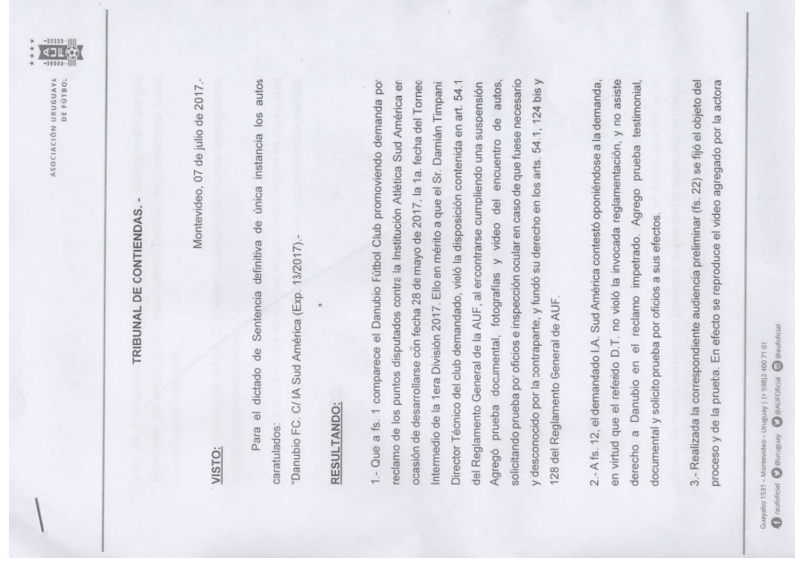 ASOCIACIÓN URUGUAYA
DE FÚTBOL
AUF
TRIBUNAL DE CONTIENDAS. -
Montevideo, 07 de julio de 2017.-
VISTO:
Para el dictado de Sentencia definitiva de única instancia los autos
caratulados:
"Danubio FC. C/ IA Sud América (Exp. 13/2017).-
RESULTANDO:
1.- Que a fs. 1 comparece el Danubio Fútbol Club promoviendo demanda por
reclamo de los puntos disputados contra la Institución Atlética Sud América en
ocasión de desarrollarse con fecha 28 de mayo de 2017, la 1a. fecha del Torneo
Intermedio de la 1era División 2017. Ello en mérito a que el Sr. Damián Timpani
Director Técnico del club demandado, violó la disposición contenida en art. 54.1
del Reglamento General de la AUF, al encontrarse cumpliendo una suspensión
Agregó prueba documental, fotografías y video del encuentro de autos,
solicitando prueba por oficios e inspección ocular en caso de que fuese necesario
y desconocido por la contraparte, y fundo su derecho en los arts. 54.1, 124 bis y
128 del Reglamento General de AUF.
2.- A fs. 12, el demandado I.A. Sud América contestó oponiéndose a la demanda,
en virtud que el referido D.T. no violó la invocada reglamentación, y no asiste
derecho a Danubio en el reclamo impetrado. Agrego prueba testimonial,
documental y solicito prueba por oficios a sus efectos.
3.- Realizada la correspondiente audiencia preliminar (fs. 22) se fijó el objeto del
proceso y de la prueba. En efecto se reproduce el video agregado por la actora
Guayabo 1531 – Montevideo – Uruguay | (+ 598)2 400 71 01
/aufoficial @uruguay @AUFOficial @aufoficial